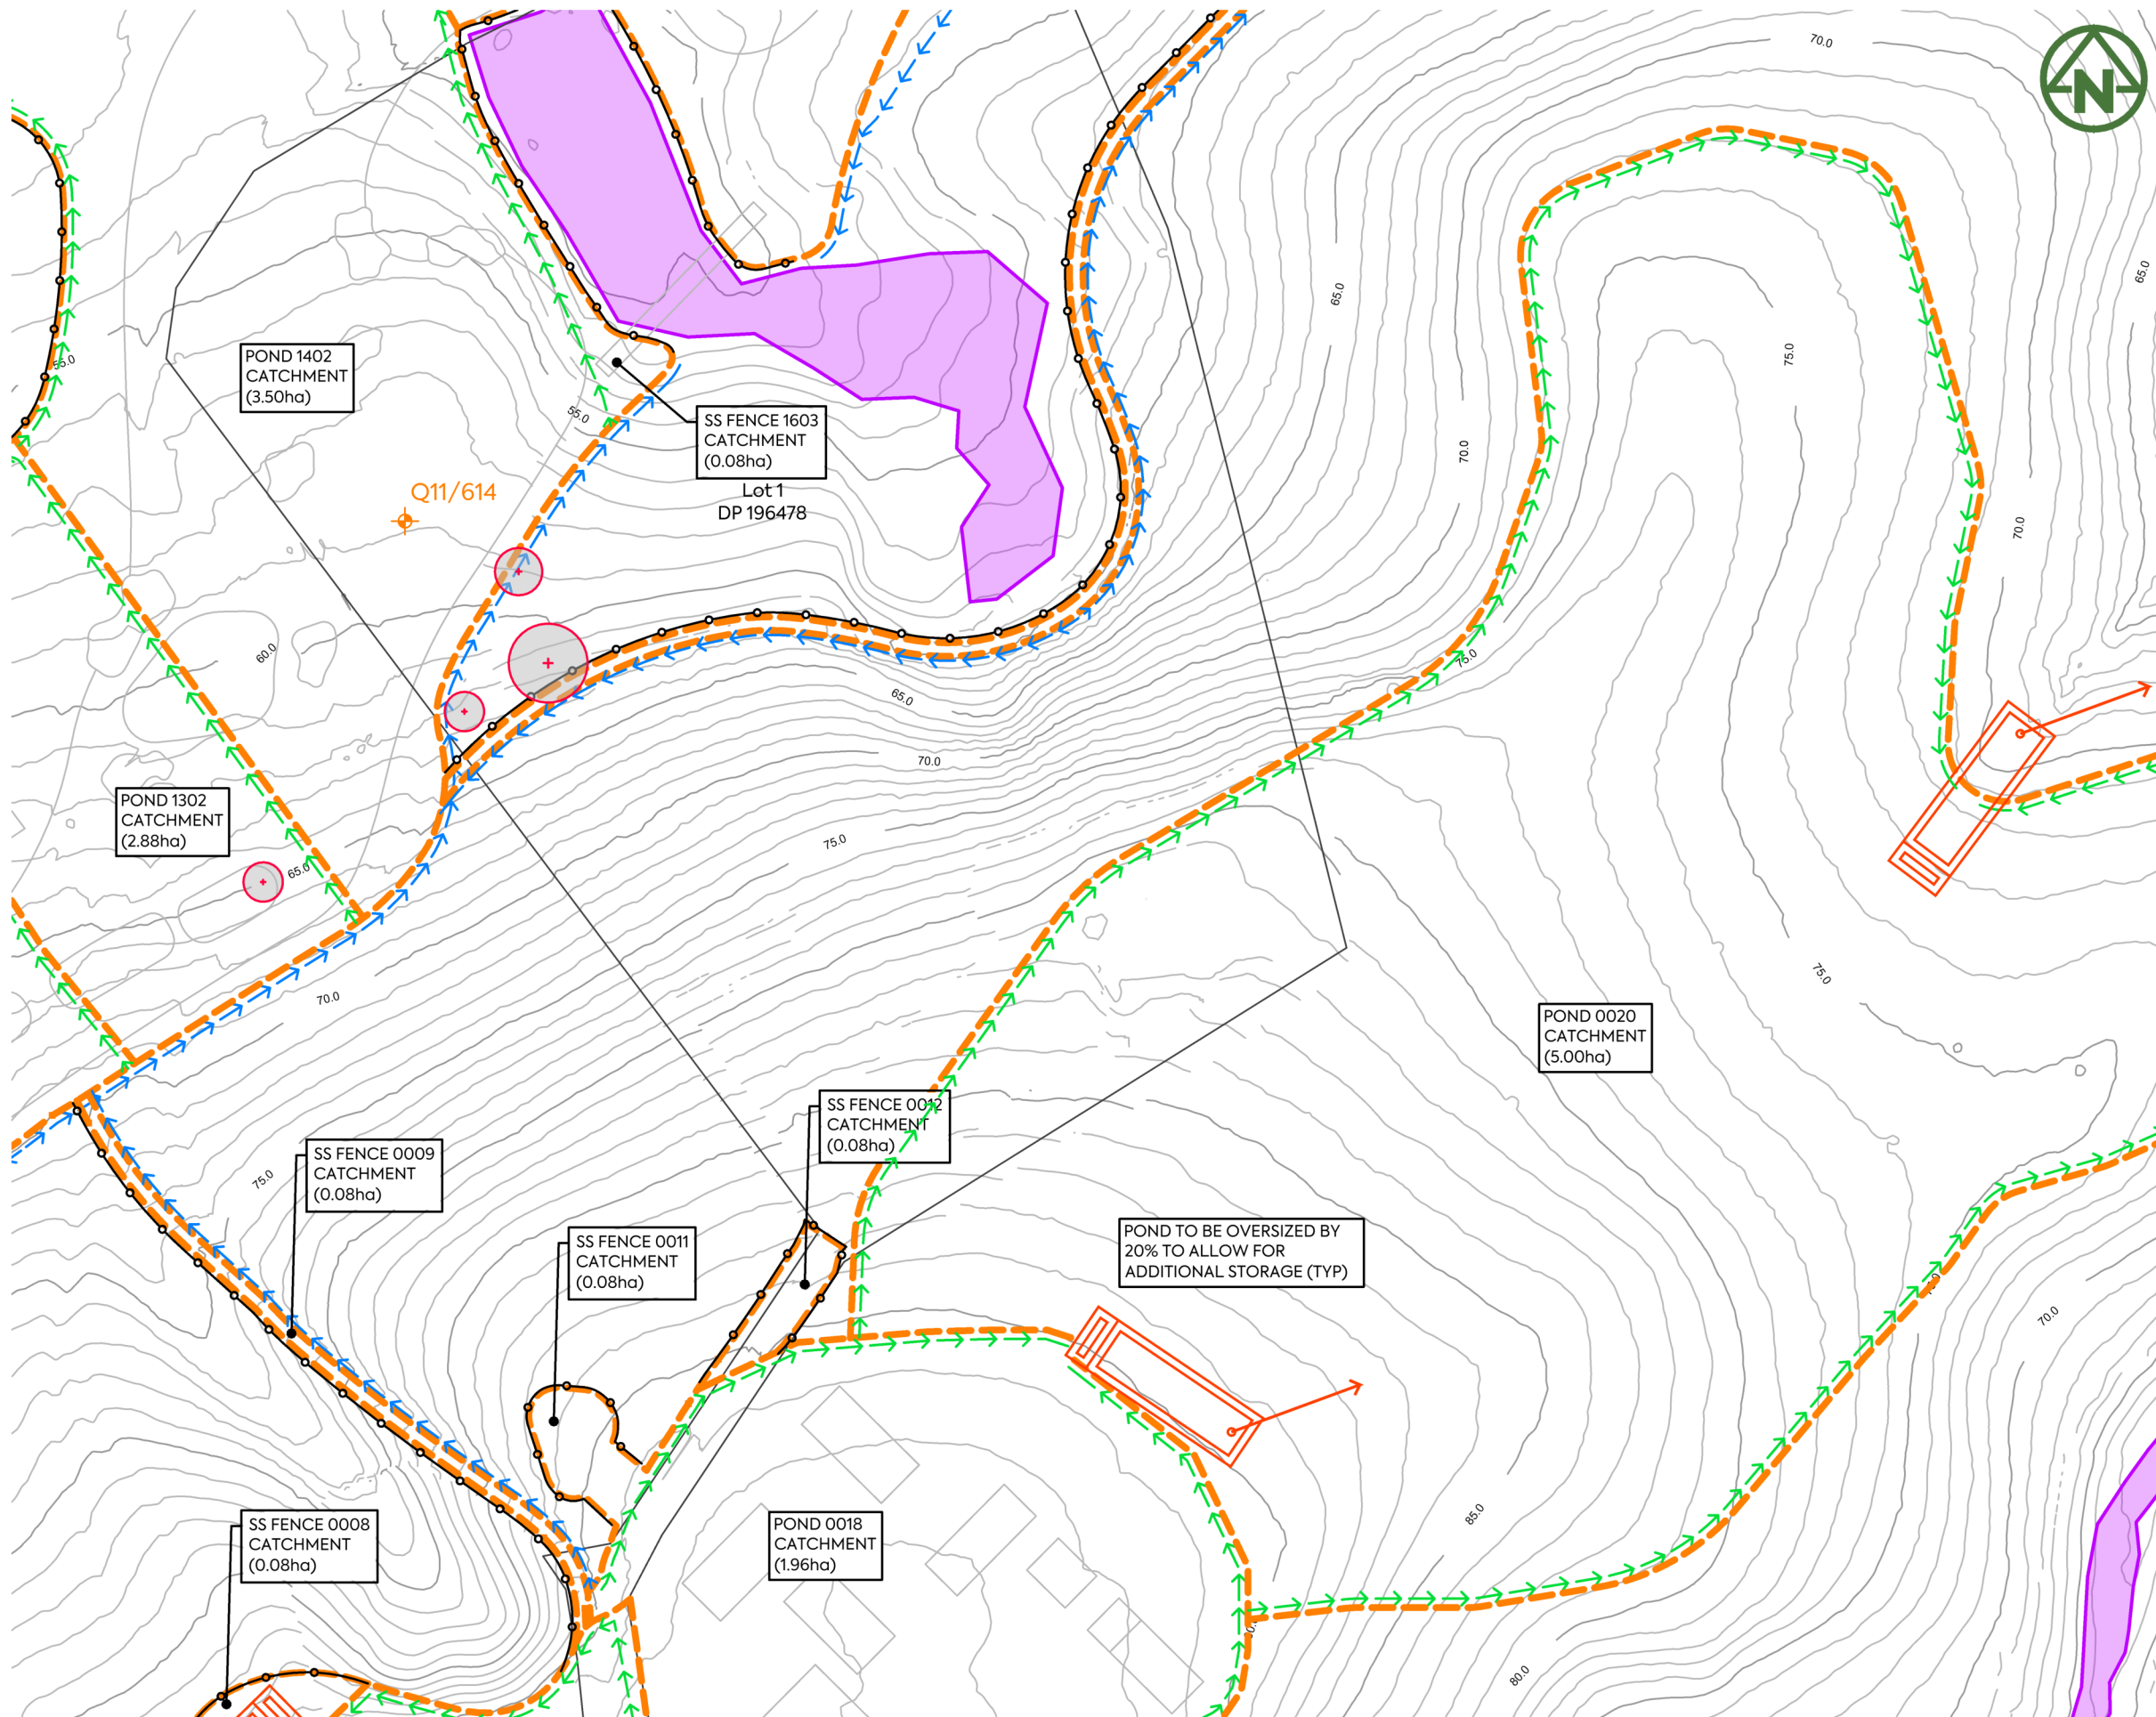 70.0
N
65.0
65.0
POND 1402
CATCHMENT
(3.50ha)
55.0
75.0
55.0
SS FENCE 1603
CATCHMENT
(0.08ha)
70.0
Q11/614
Lot 1
DP 196478
70.0
60.0
75.0
65.0
70.0
POND 1302
CATCHMENT
(2.88ha)
75.0
65.0
75.0
70.0
POND 0020
CATCHMENT
(5.00ha)
SS FENCE 0012
CATCHMENT
(0.08ha)
SS FENCE 0009
CATCHMENT
(0.08ha)
75.0
SS FENCE 0011
CATCHMENT
(0.08ha)
POND TO BE OVERSIZED BY
20% TO ALLOW FOR
ADDITIONAL STORAGE (TYP)
70.0
85.0
SS FENCE 0008
CATCHMENT
(0.08ha)
POND 0018
CATCHMENT
(1.96ha)
80.0